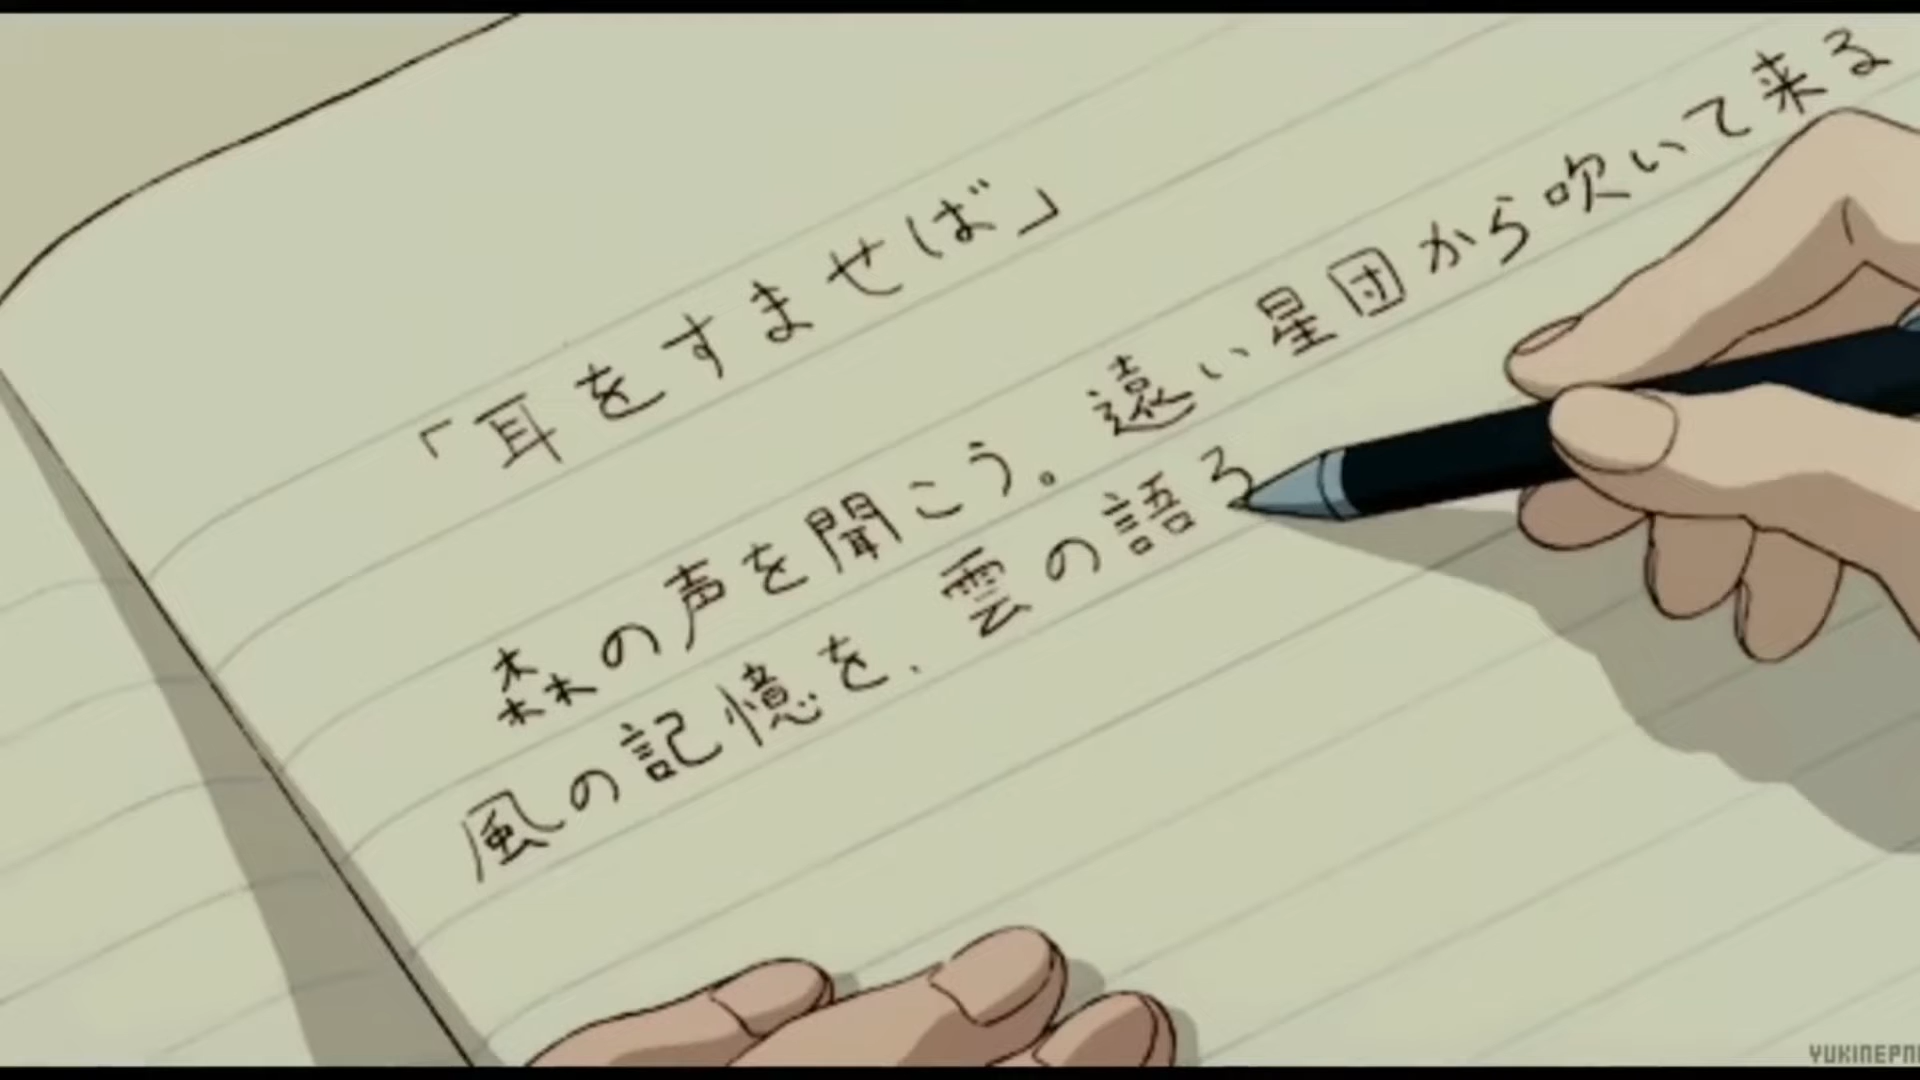 「耳をすませば」
森の声を聞こう。遠い星団から吹いて来る
風の記憶を、雲の語る